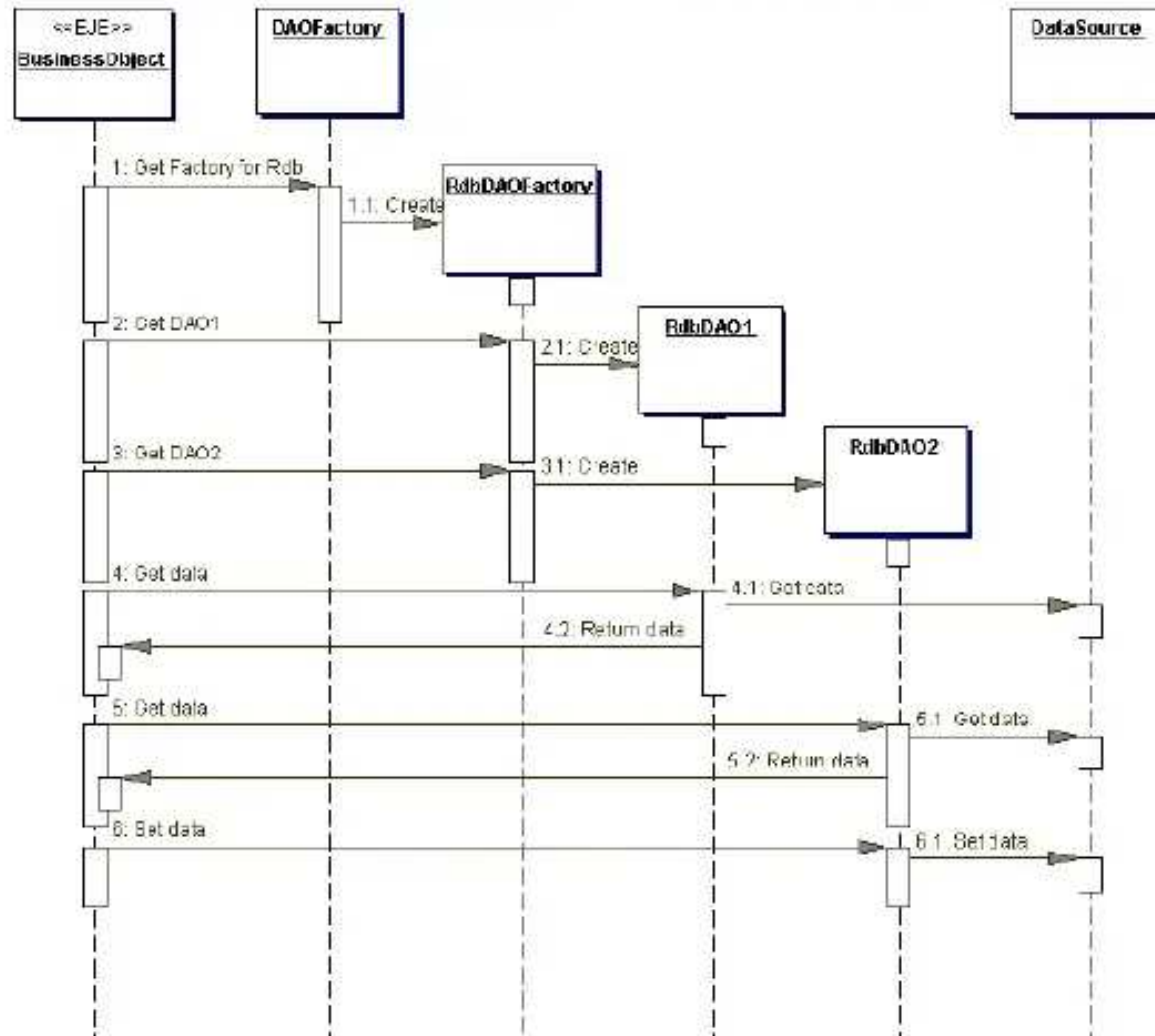 <<EJE>>
BusinessObject
DAOFactory
DataSource
1: Get Factory for Rdb
RdbDAOFactory
1.1: Create
2: Get DAO1
RdbDAO1
2.1: Create
3: Get DAO2
RdbDAO2
3.1: Create
4: Get data
4.1: Get data
4.2: Return data
5: Get data
5.1: Get data
5.2: Return data
6: Set data
6.1: Set data